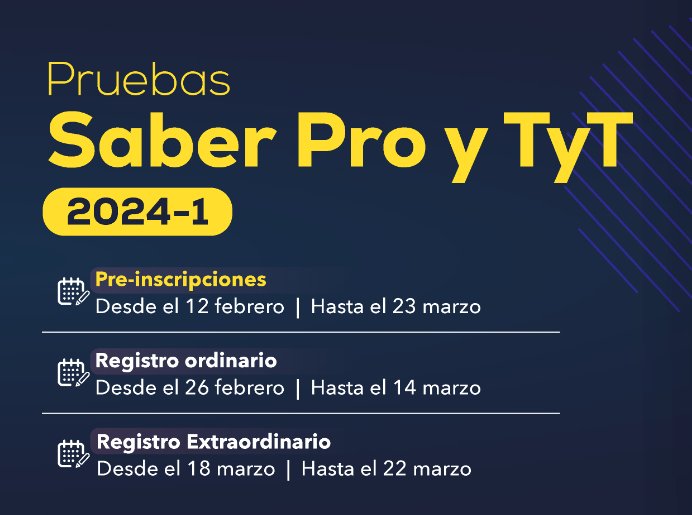 Pruebas
Saber Pro y TyT
2024-1
Pre-inscripciones
Desde el 12 febrero | Hasta el 23 marzo
Registro ordinario
Desde el 26 febrero | Hasta el 14 marzo
Registro Extraordinario
Desde el 18 marzo | Hasta el 22 marzo